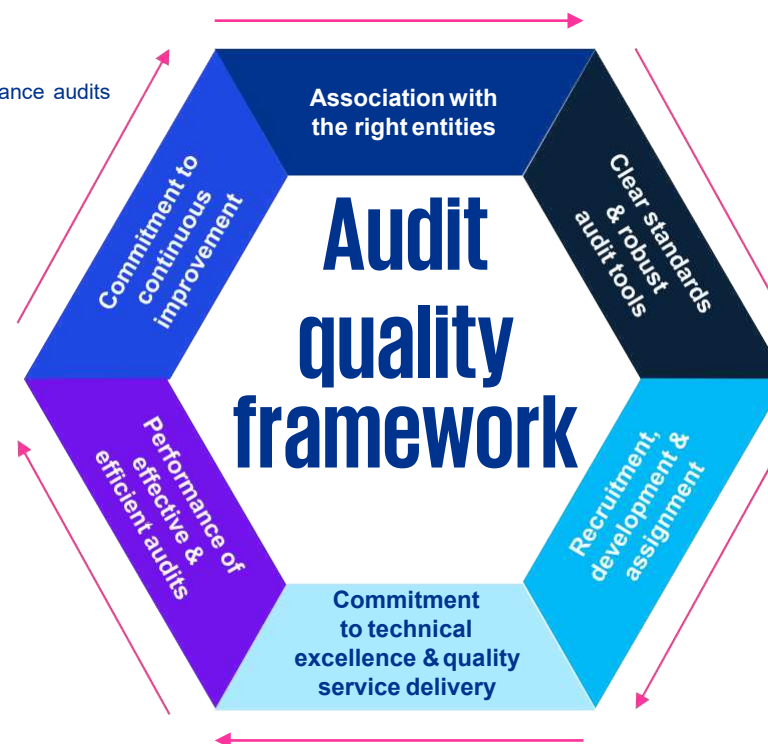 ance audits
Association with
the right entities
Clear standards
& robust
audit tools
Recruitment,
development &
assignment
Commitment
to technical
excellence & quality
service delivery
Performance of
effective &
efficient audits
Commitment to
continuous
improvement
Audit
quality
framework